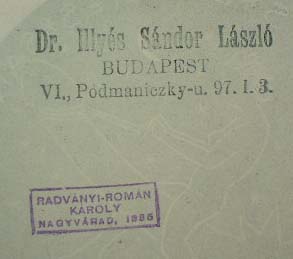 Dr. Illyés Sándor László
BUDAPEST
VI., Podmaniczky-u. 97. I. 3.
RADVÁNYI-ROMÁN
KÁROLY
NAGYVÁRAD, 1936